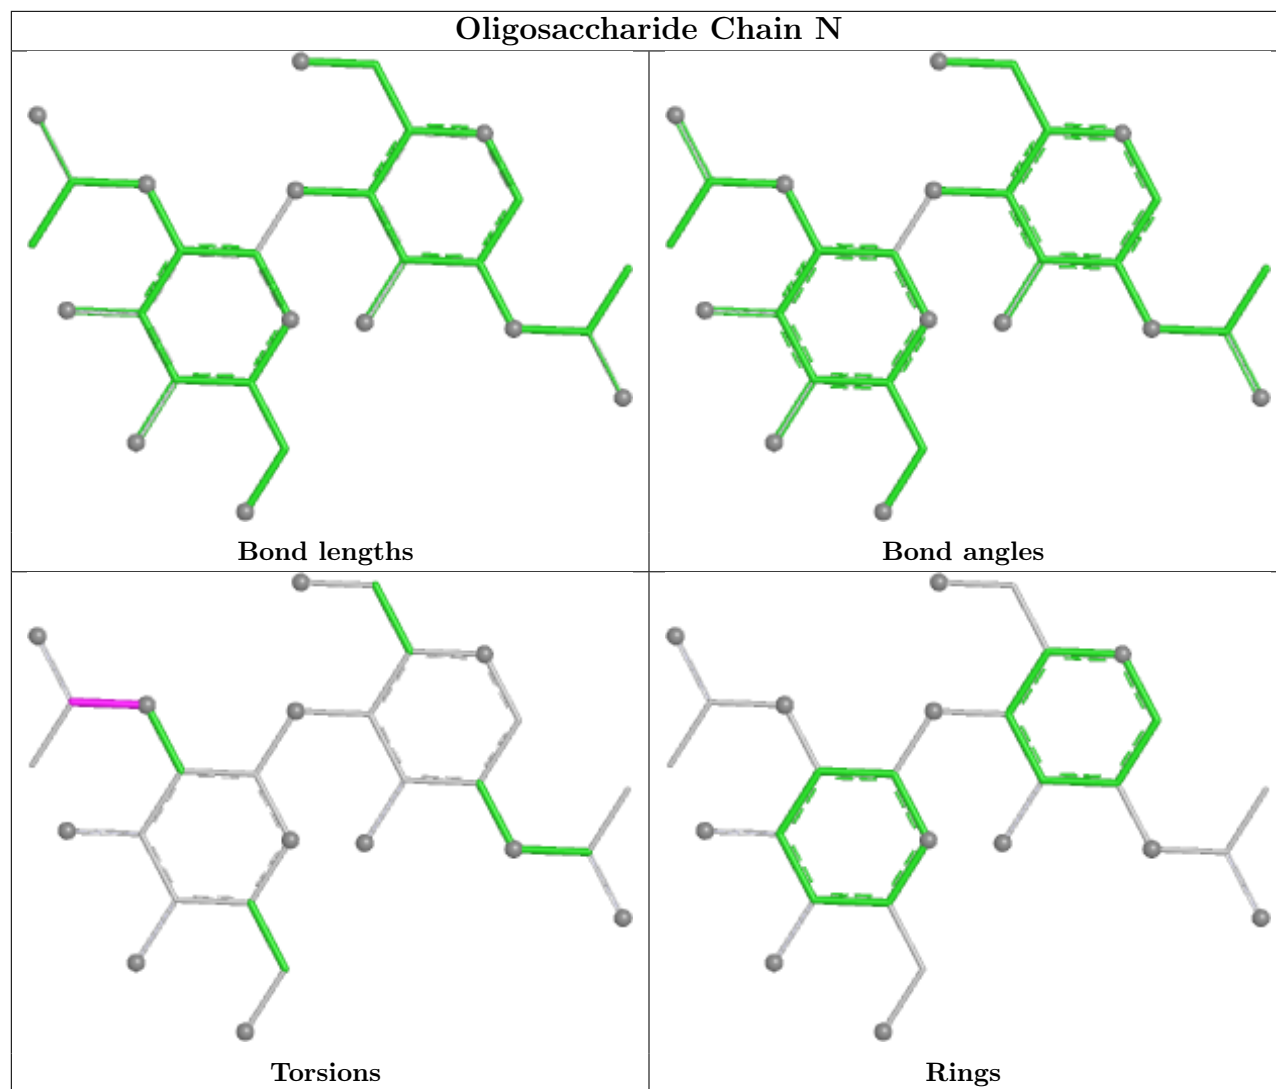 Oligosaccharide Chain N
Bond lengths
Bond angles
Torsions
Rings